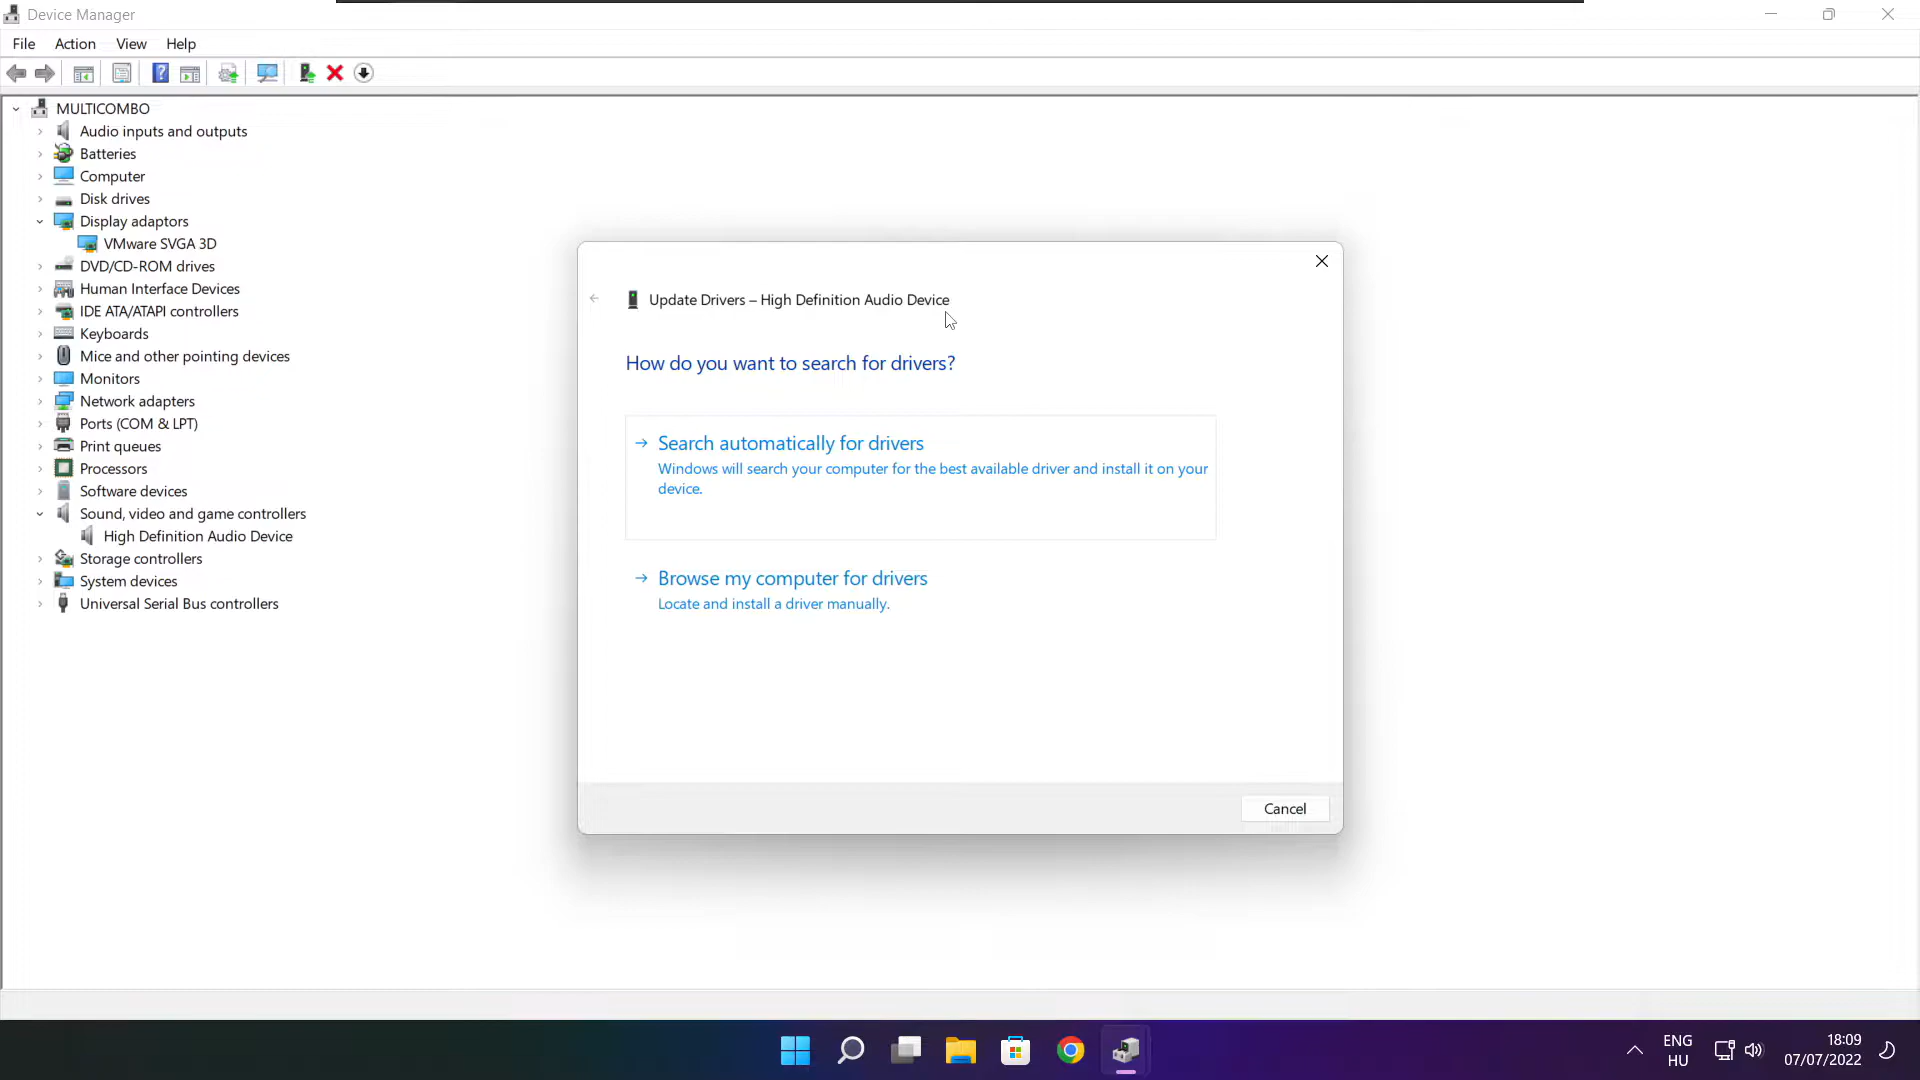 Device Manager
File Action View Help
MULTICOMBO
Audio inputs and outputs
Batteries
Computer
Disk drives
Display adaptors
VMware SVGA 3D
DVD/CD-ROM drives
Human Interface Devices
IDE ATA/ATAPI controllers
Keyboards
Mice and other pointing devices
Monitors
Network adapters
Ports (COM & LPT)
Print queues
Processors
Software devices
Sound, video and game controllers
High Definition Audio Device
Storage controllers
System devices
Universal Serial Bus controllers
Update Drivers – High Definition Audio Device
How do you want to search for drivers?
Search automatically for drivers
Windows will search your computer for the best available driver and install it on your
device.
Browse my computer for drivers
Locate and install a driver manually.
Cancel
ENG
HU
18:09
07/07/2022